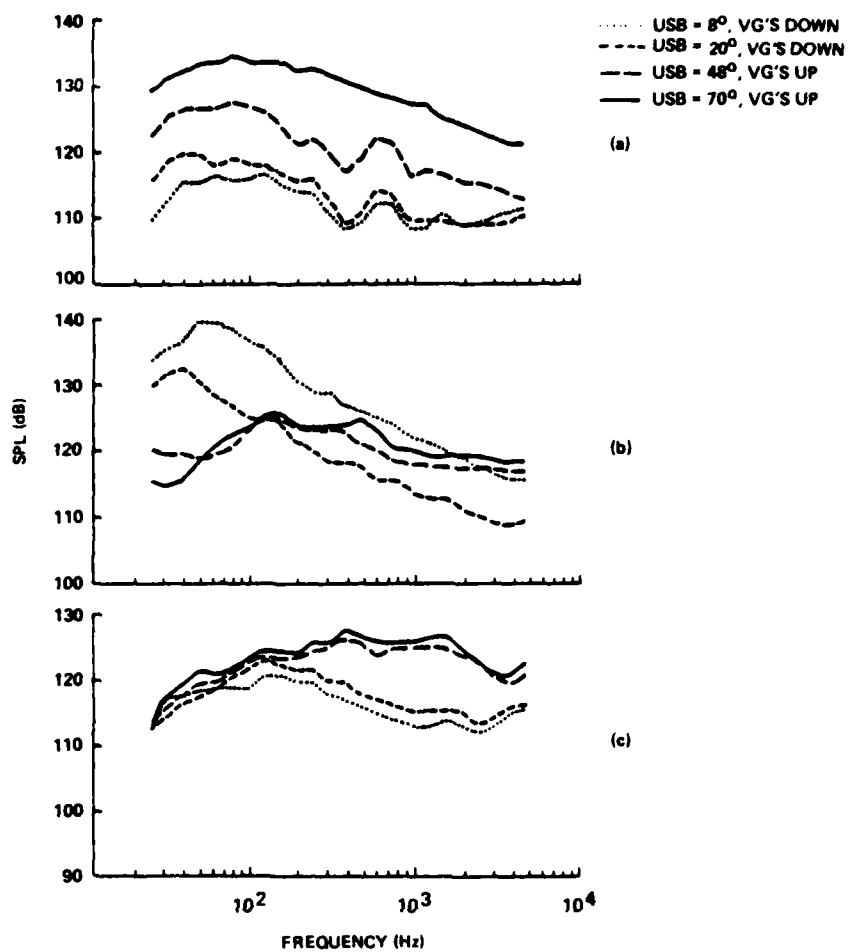 USB = 8°, VG'S DOWN
USB = 20°, VG'S DOWN
USB = 48°, VG'S UP
USB = 70°, VG'S UP
140
130
120
110
100
(a)
140
130
120
110
100
(b)
SPL (dB)
130
120
110
100
90
(c)
10² 10³ 10⁴
FREQUENCY (Hz)